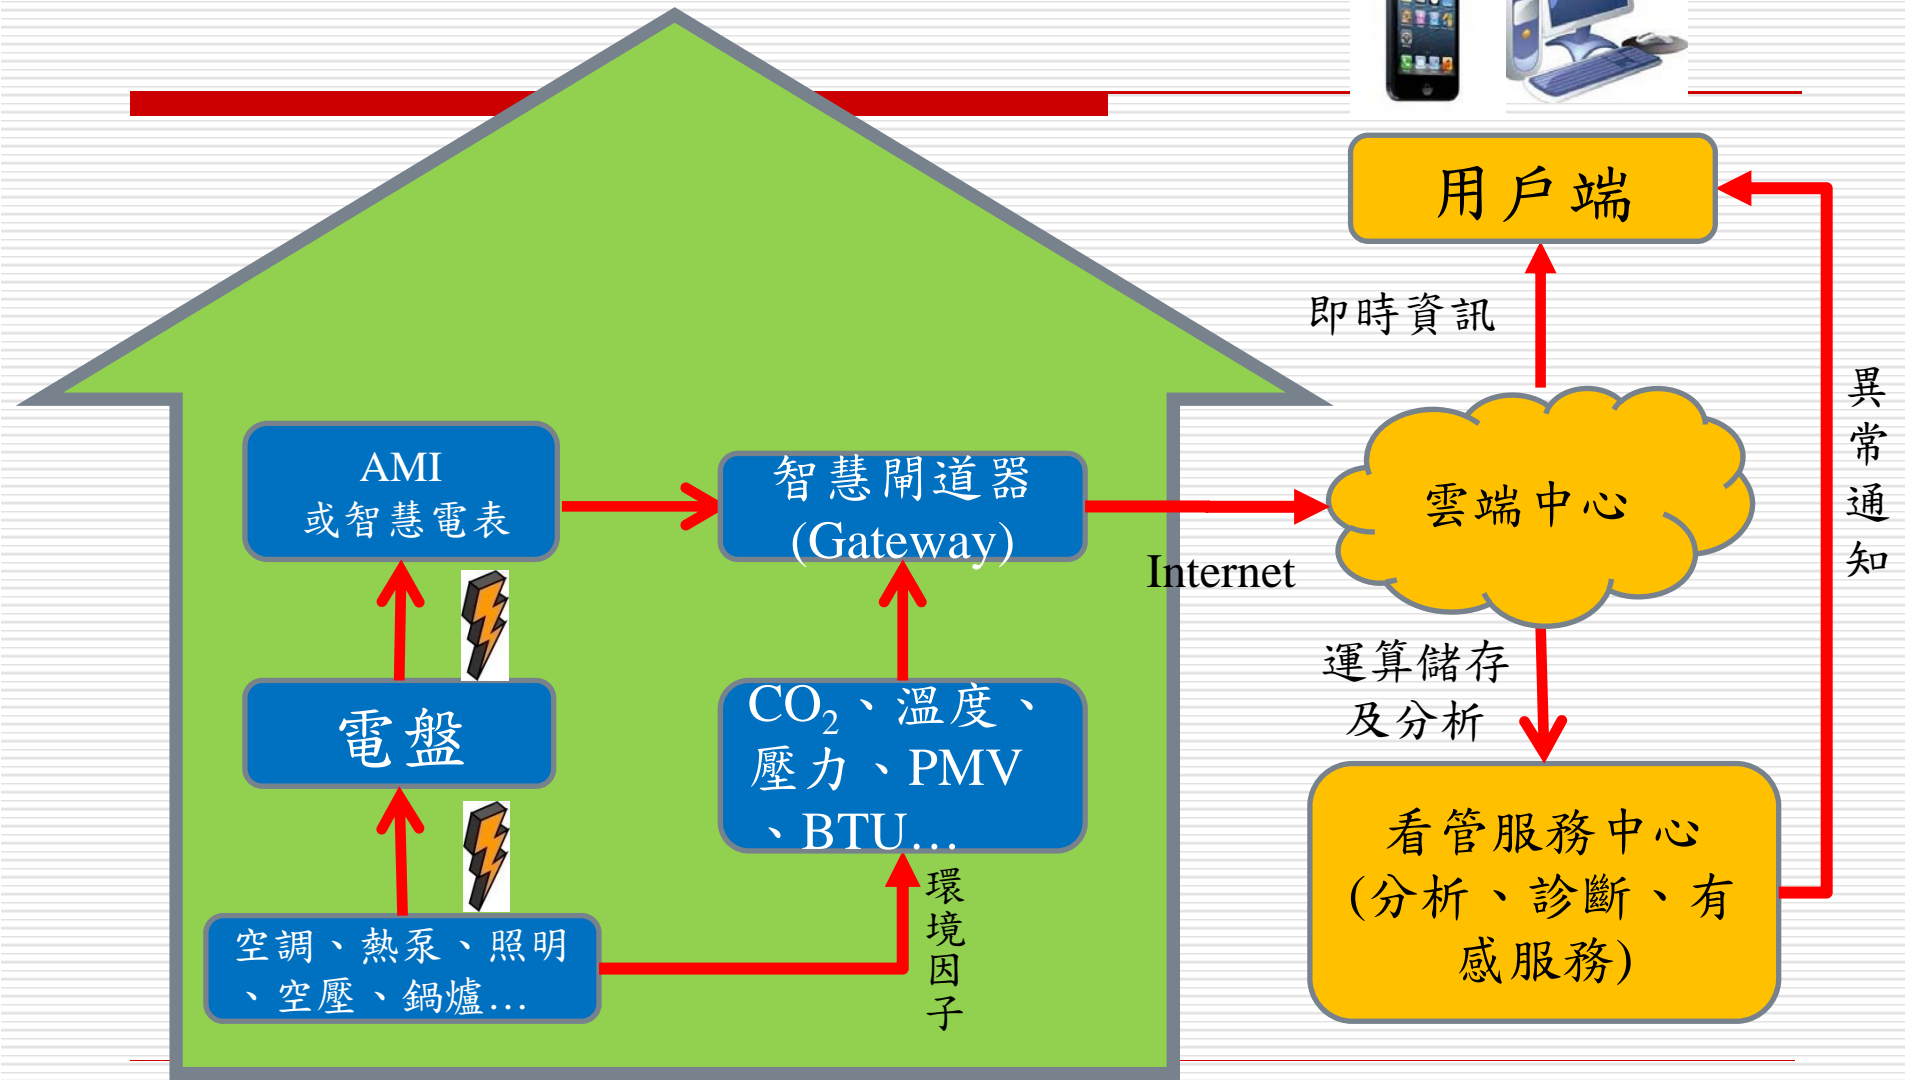 用戶端
即時資訊
異常通知
AMI
或智慧電表
智慧閘道器
(Gateway)
雲端中心
Internet
運算儲存
及分析
電盤
CO₂、溫度、
壓力、PMV
、BTU…
看管服務中心
(分析、診斷、有
感服務)
環境因子
空調、熱泵、照明
、空壓、鍋爐…